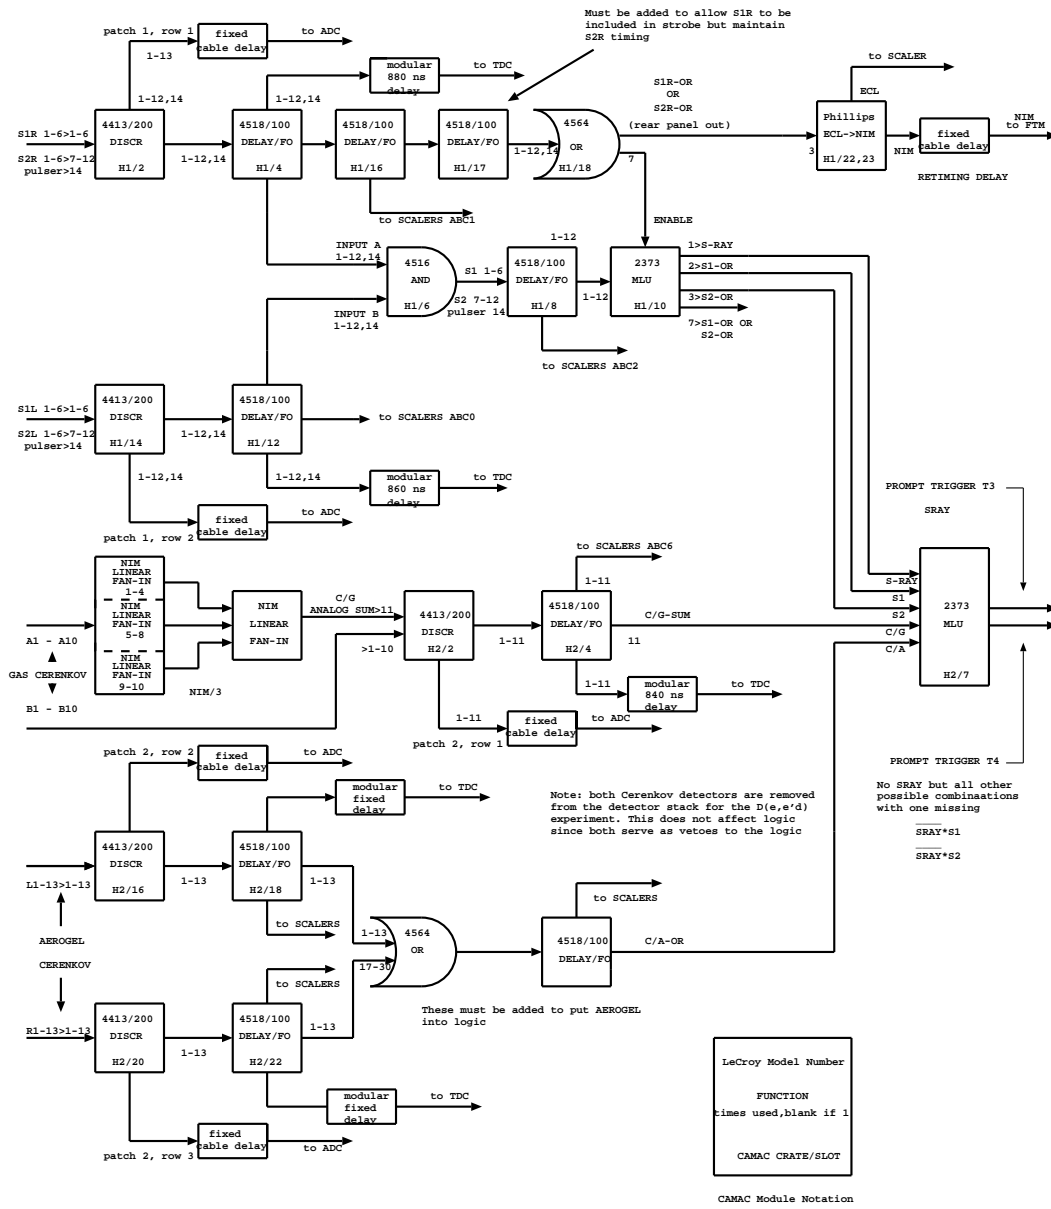 Must be added to allow S1R to be
included in strobe but maintain
S2R timing
patch 1, row 1
fixed
cable delay
to ADC
1-13
modular
880 ns
delay
to TDC
to SCALER
1-12,14
1-12,14
S1R-OR
OR
S2R-OR
(rear panel out)
ECL
S1R 1-6>1-6
S2R 1-6>7-12
pulser>14
4413/200
DISCR
H1/2
1-12,14
4518/100
DELAY/FO
H1/4
4518/100
DELAY/FO
H1/16
4518/100
DELAY/FO
H1/17
1-12,14
4564
OR
H1/18
7
3
Phillips
ECL->NIM
H1/22,23
NIM
fixed
cable delay
NIM
to FTM
RETIMING DELAY
to SCALERS ABC1
ENABLE
INPUT A
1-12,14
4516
AND
H1/6
INPUT B
1-12,14
S1 1-6
S2 7-12
pulser 14
1-12
4518/100
DELAY/FO
H1/8
1-12
2373
MLU
H1/10
1>S-RAY
2>S1-OR
3>S2-OR
7>S1-OR OR
S2-OR
to SCALERS ABC2
S1L 1-6>1-6
S2L 1-6>7-12
pulser>14
4413/200
DISCR
H1/14
1-12,14
4518/100
DELAY/FO
H1/12
to SCALERS ABC0
1-12,14
1-12,14
modular
860 ns
delay
to TDC
patch 1, row 2
fixed
cable delay
to ADC
PROMPT TRIGGER T3
SRAY
NIM
LINEAR
FAN-IN
1-4
NIM
LINEAR
FAN-IN
5-8
NIM
LINEAR
FAN-IN
9-10
A1 - A10
GAS CERENKOV
B1 - B10
NIM/3
NIM
LINEAR
FAN-IN
C/G
ANALOG SUM>11
>1-10
4413/200
DISCR
H2/2
1-11
to SCALERS ABC6
1-11
4518/100
DELAY/FO
H2/4
C/G-SUM
11
S-RAY
S1
S2
C/G
C/A
2373
MLU
H2/7
1-11
modular
840 ns
delay
to TDC
1-11
patch 2, row 1
fixed
cable delay
to ADC
patch 2, row 2
fixed
cable delay
to ADC
modular
fixed
delay
to TDC
Note: both Cerenkov detectors are removed
from the detector stack for the D(e,e'd)
experiment. This does not affect logic
since both serve as vetoes to the logic
PROMPT TRIGGER T4
No SRAY but all other
possible combinaations
with one missing
SRAY*S1
SRAY*S2
L1-13>1-13
4413/200
DISCR
H2/16
1-13
4518/100
DELAY/FO
H2/18
1-13
to SCALERS
AEROGEL
CERENKOV
1-13
17-30
4564
OR
to SCALERS
4518/100
DELAY/FO
C/A-OR
to SCALERS
These must be added to put AEROGEL
into logic
R1-13>1-13
4413/200
DISCR
H2/20
1-13
4518/100
DELAY/FO
H2/22
1-13
modular
fixed
delay
to TDC
patch 2, row 3
fixed
cable delay
to ADC
LeCroy Model Number
FUNCTION
times used,blank if 1
CAMAC CRATE/SLOT
CAMAC Module Notation